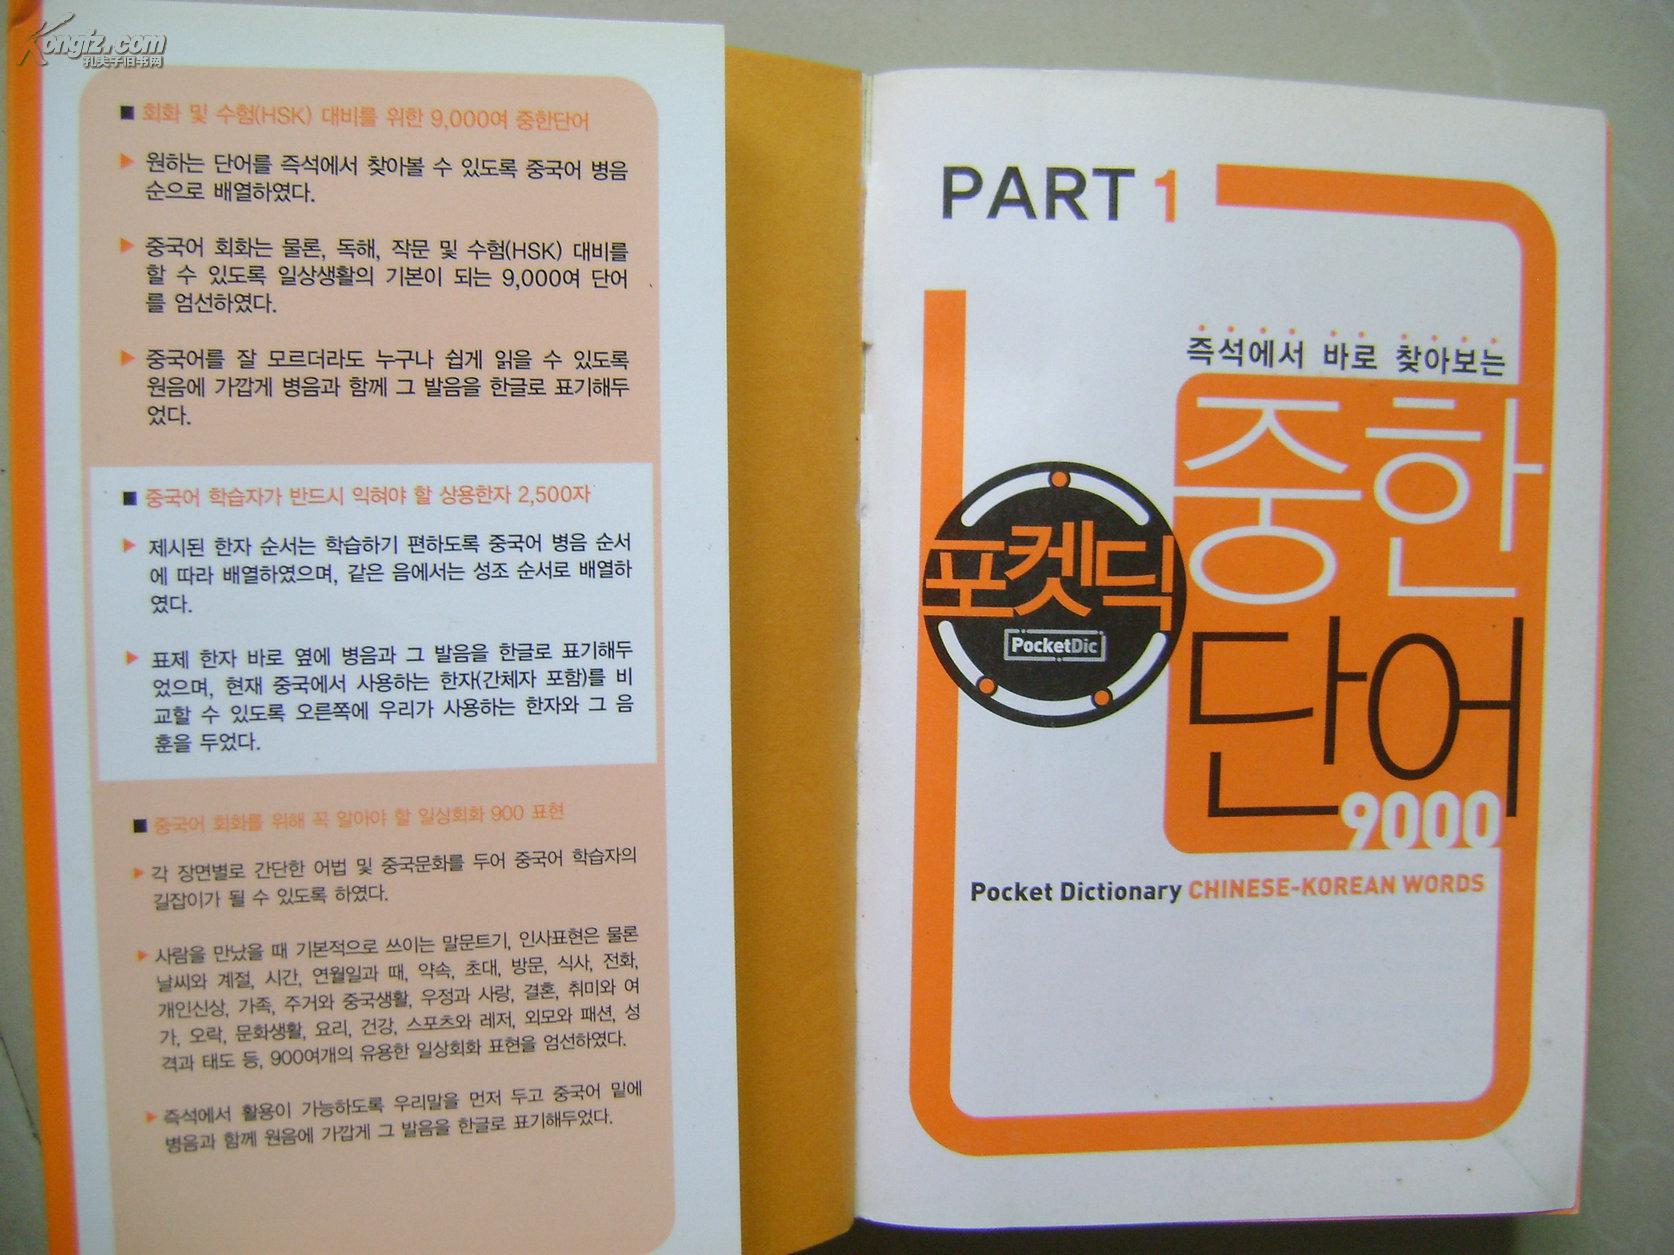 Kongfz.com
孔夫子旧书网
■ 회화 및 수험(HSK) 대비를 위한 9,000여 중한단어
▶ 원하는 단어를 즉석에서 찾아볼 수 있도록 중국어 병음
순으로 배열하였다.
▶ 중국어 회화는 물론, 독해, 작문 및 수험(HSK) 대비를
할 수 있도록 일상생활의 기본이 되는 9,000여 단어
를 엄선하였다.
▶ 중국어를 잘 모르더라도 누구나 쉽게 읽을 수 있도록
원음에 가깝게 병음과 함께 그 발음을 한글로 표기해두
었다.
■ 중국어 학습자가 반드시 익혀야 할 상용한자 2,500자
▶ 제시된 한자 순서는 학습하기 편하도록 중국어 병음 순서
에 따라 배열하였으며, 같은 음에서는 성조 순서로 배열하
였다.
▶ 표제 한자 바로 옆에 병음과 그 발음을 한글로 표기해두
었으며, 현재 중국에서 사용하는 한자(간체자 포함)를 비
교할 수 있도록 오른쪽에 우리가 사용하는 한자와 그 음
훈을 두었다.
■ 중국어 회화를 위해 꼭 알아야 할 일상회화 900 표현
▶ 각 장면별로 간단한 어법 및 중국문화를 두어 중국어 학습자의
길잡이가 될 수 있도록 하였다.
▶ 사람을 만났을 때 기본적으로 쓰이는 말문트기, 인사표현은 물론
날씨와 계절, 시간, 연월일과 때, 약속, 초대, 방문, 식사, 전화,
개인신상, 가족, 주거와 중국생활, 우정과 사랑, 결혼, 취미와 여
가, 오락, 문화생활, 요리, 건강, 스포츠와 레저, 외모와 패션, 성
격과 태도 등, 900여개의 유용한 일상회화 표현을 엄선하였다.
▶ 즉석에서 활용이 가능하도록 우리말을 먼저 두고 중국어 밑에
병음과 함께 원음에 가깝게 그 발음을 한글로 표기해두었다.
PART 1
즉석에서 바로 찾아보는
중한
단어
9000
포켓딕
PocketDic
Pocket Dictionary CHINESE-KOREAN WORDS